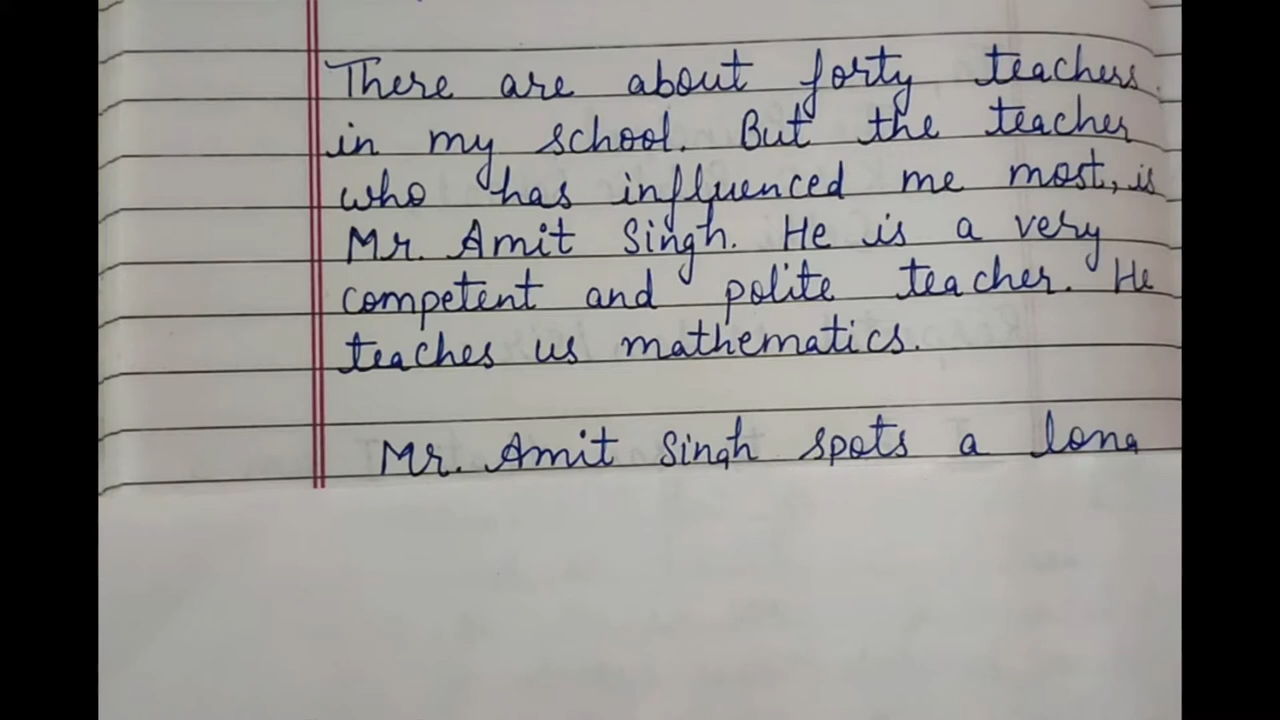 There are about forty teachers
in my school. But the teacher
who has influenced me most, is
Mr. Amit Singh. He is a very
competent and polite teacher. He
teaches us mathematics.
Mr. Amit Singh spots a long